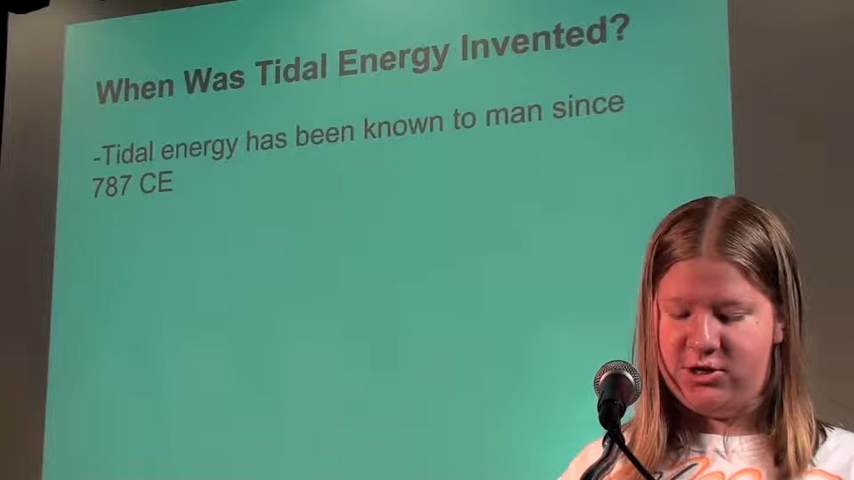 When Was Tidal Energy Invented?
-Tidal energy has been known to man since
787 CE